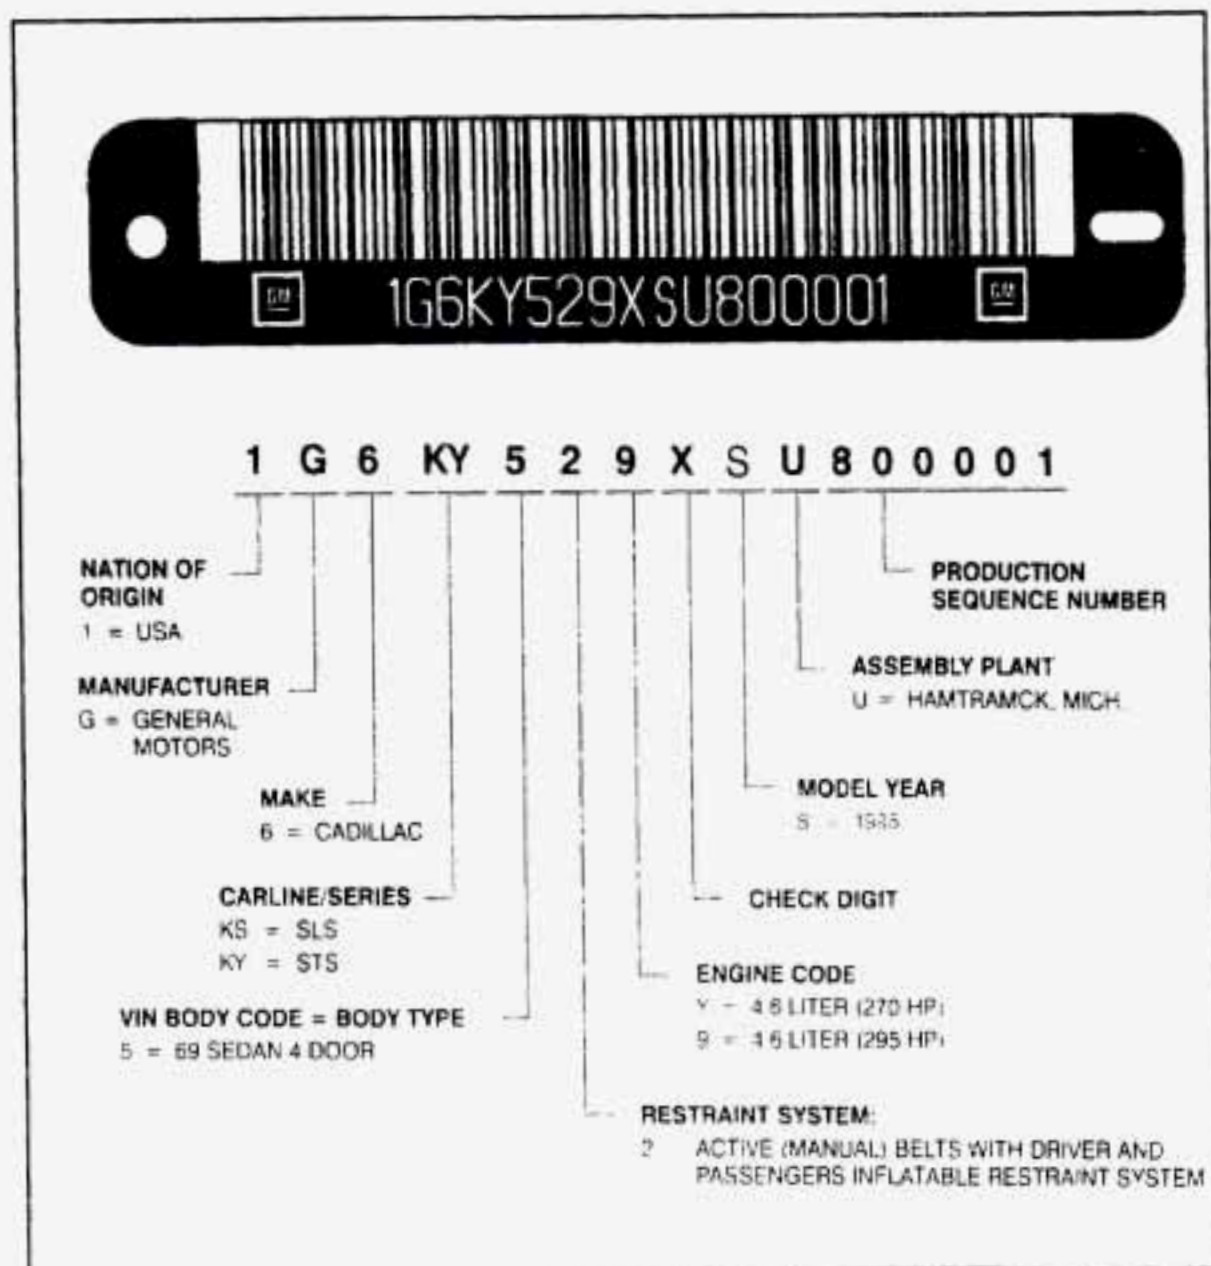 GM 1G6KY529XSU800001 GM
1 G 6 KY 5 2 9 X S U 8 0 0 0 0 1
NATION OF
ORIGIN
1 = USA
MANUFACTURER
G = GENERAL
MOTORS
MAKE
6 = CADILLAC
CARLINE/SERIES
KS = SLS
KY = STS
VIN BODY CODE = BODY TYPE
5 = 69 SEDAN 4 DOOR
PRODUCTION
SEQUENCE NUMBER
ASSEMBLY PLANT
U = HAMTRAMCK, MICH.
MODEL YEAR
S = 1995
CHECK DIGIT
ENGINE CODE
Y = 4.6 LITER (270 HP)
9 = 4.6 LITER (295 HP)
RESTRAINT SYSTEM:
2 ACTIVE (MANUAL) BELTS WITH DRIVER AND
PASSENGERS INFLATABLE RESTRAINT SYSTEM